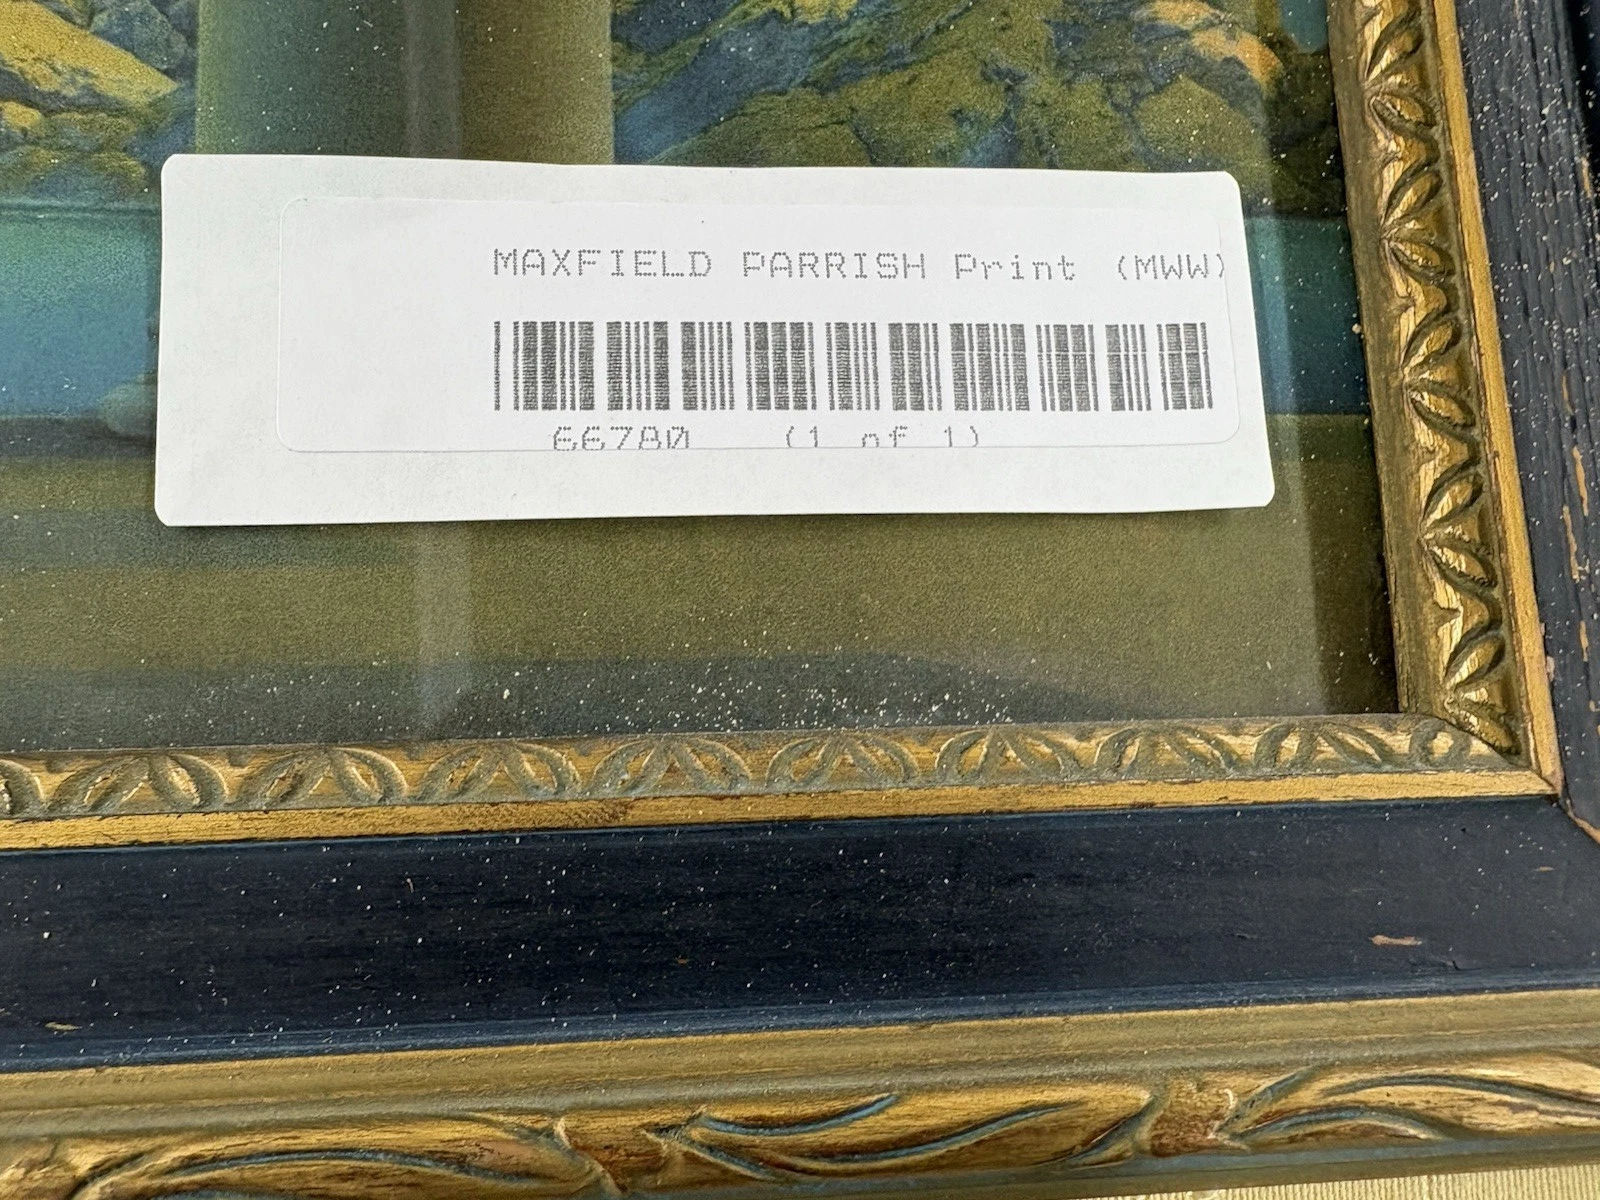 MAXFIELD PARRISH Print (MWW)
66780 (1 of 1)